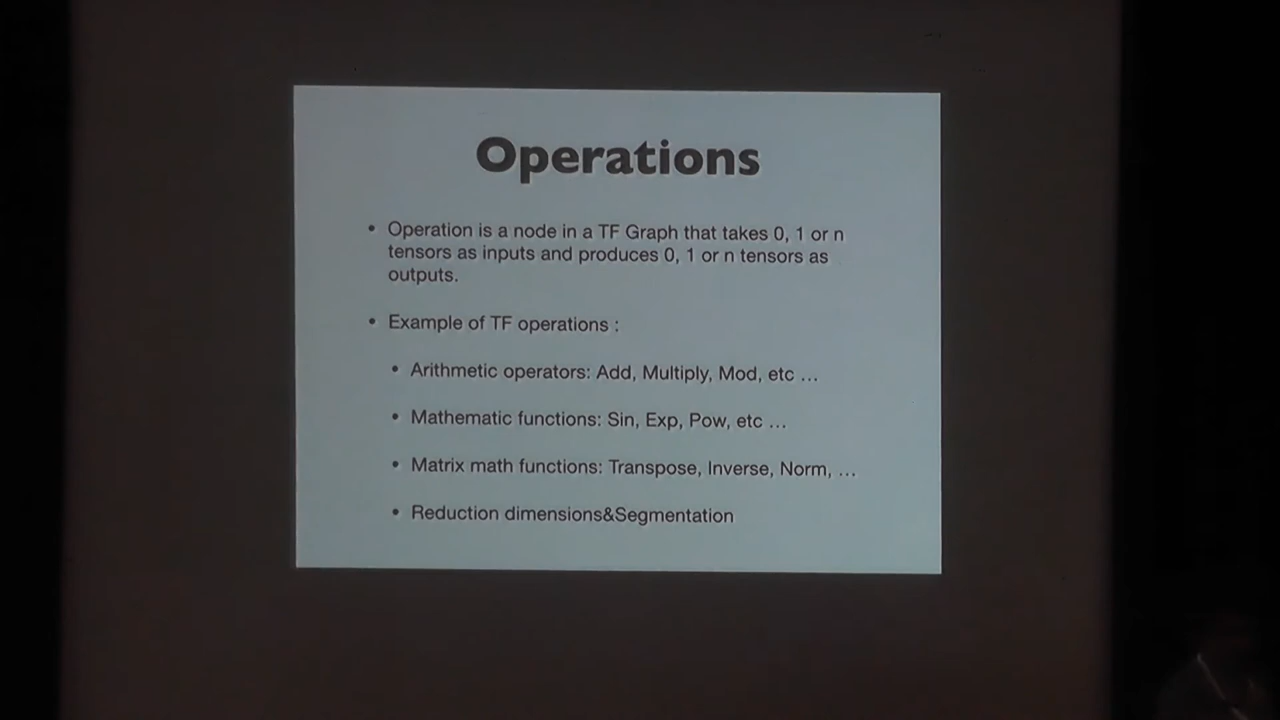 Operations
• Operation is a node in a TF Graph that takes 0, 1 or n
tensors as inputs and produces 0, 1 or n tensors as
outputs.
• Example of TF operations :
• Arithmetic operators: Add, Multiply, Mod, etc …
• Mathematic functions: Sin, Exp, Pow, etc …
• Matrix math functions: Transpose, Inverse, Norm, …
• Reduction dimensions&Segmentation